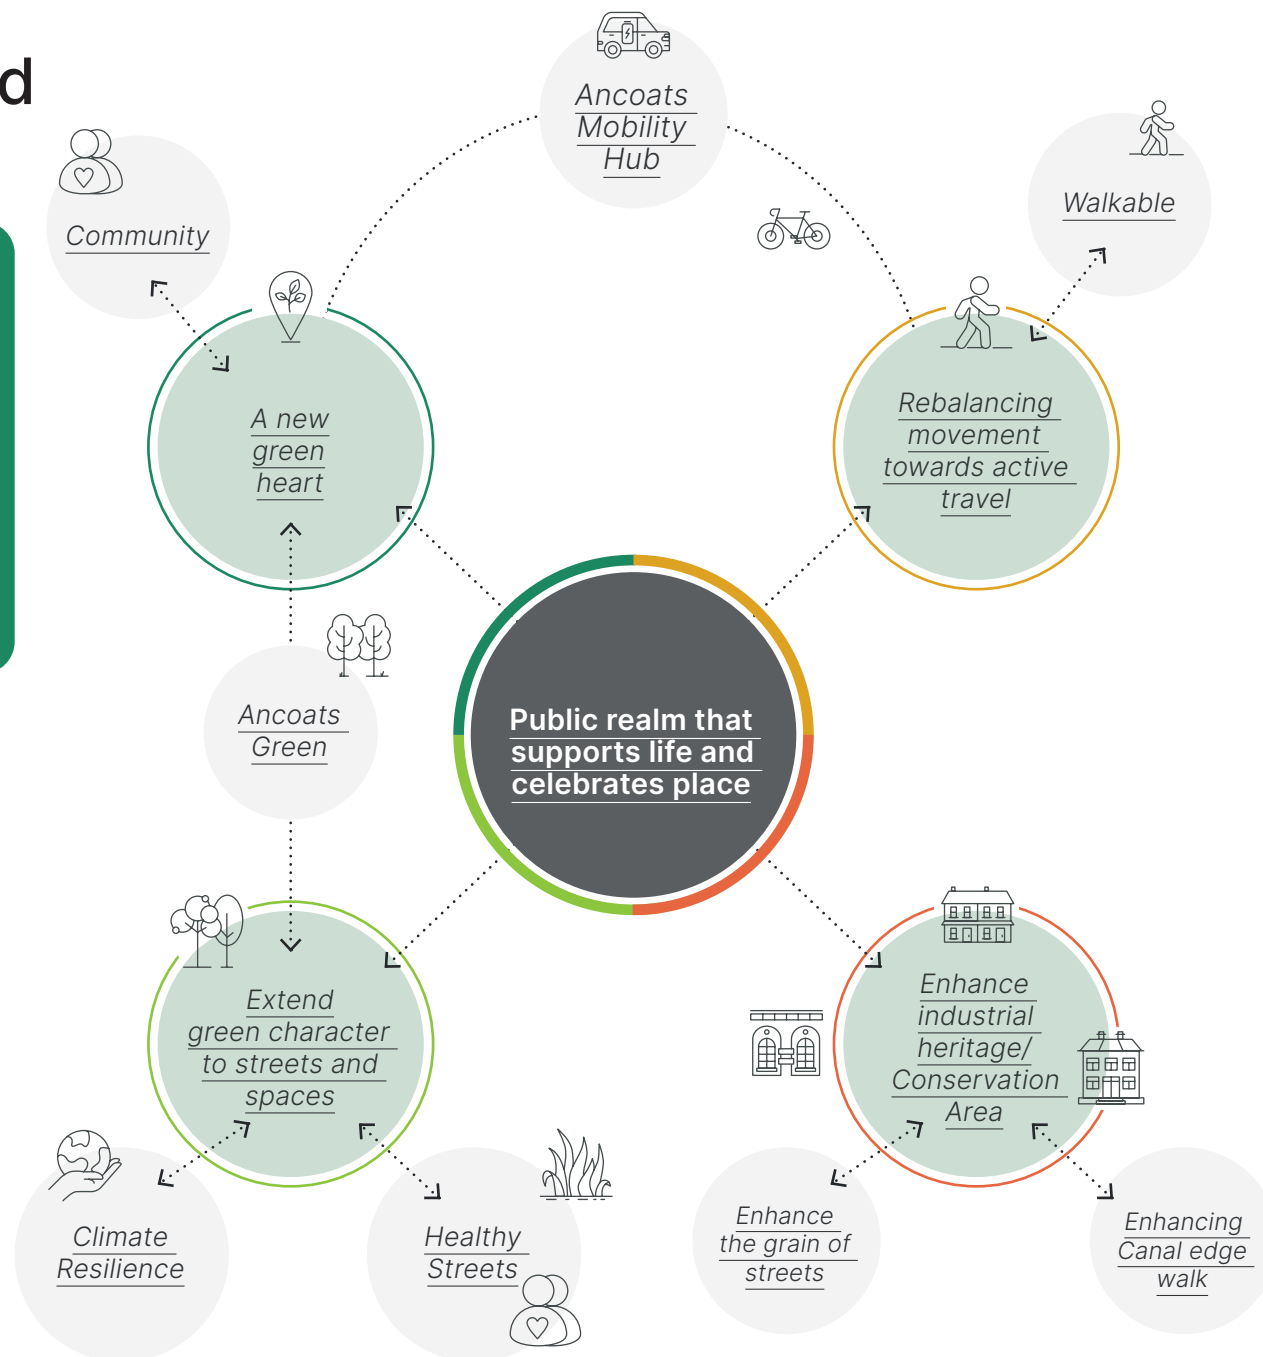 d
Ancoats
Mobility
Hub
Community
Walkable
A new
green
heart
Rebalancing
movement
towards active
travel
Ancoats
Green
Public realm that
supports life and
celebrates place
Extend
green character
to streets and
spaces
Enhance
industrial
heritage/
Conservation
Area
Climate
Resilience
Healthy
Streets
Enhance
the grain of
streets
Enhancing
Canal edge
walk